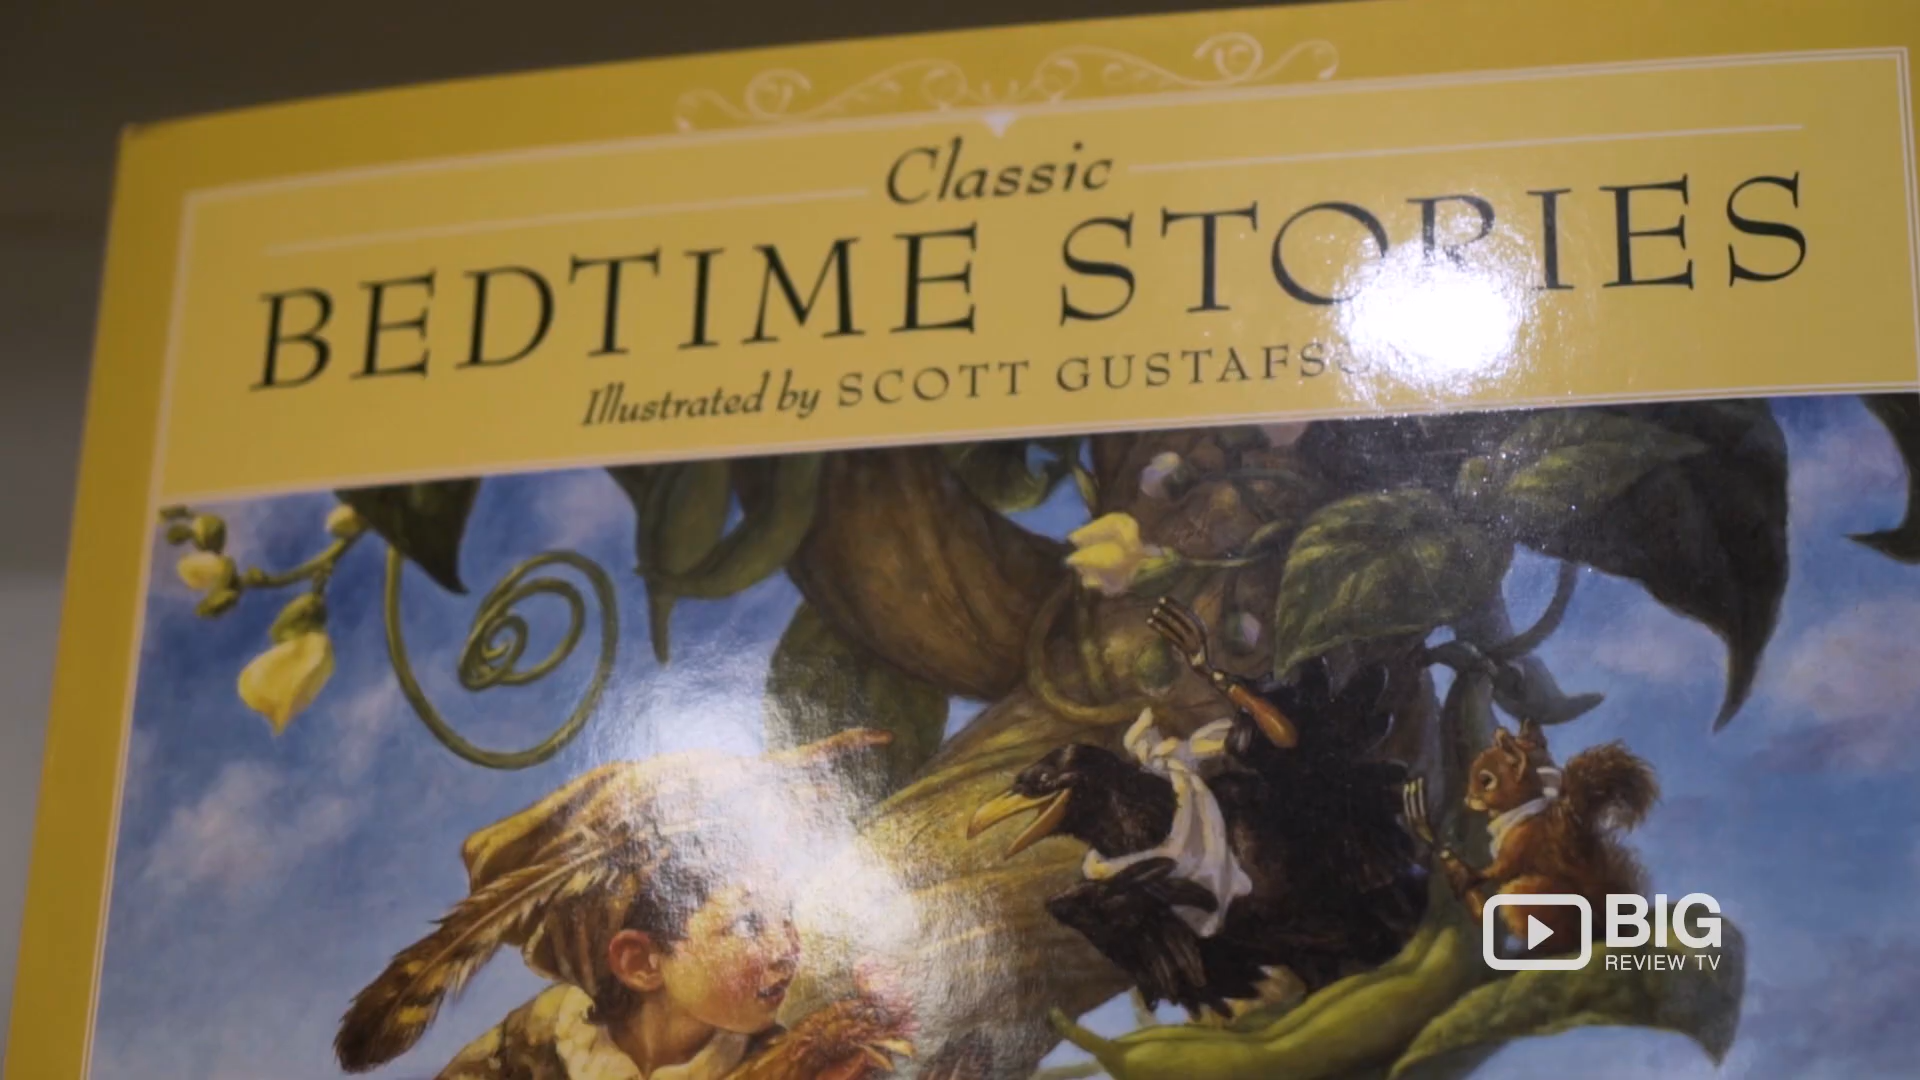 Classic
BEDTIME STORIES
Illustrated by SCOTT
BIG
REVIEW TV